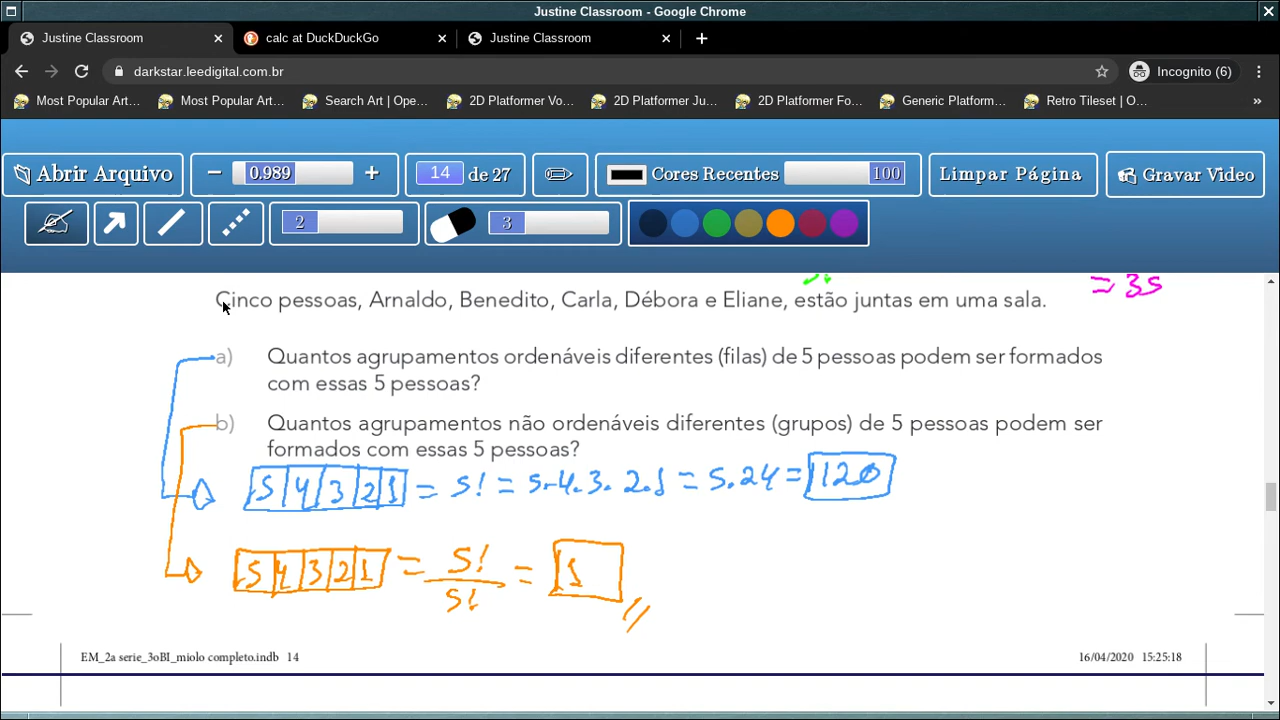 Justine Classroom - Google Chrome
Justine Classroom
calc at DuckDuckGo
Justine Classroom
darkstar.leedigital.com.br
Incognito (6)
Most Popular Art...
Most Popular Art...
Search Art | Ope...
2D Platformer Vo...
2D Platformer Ju...
2D Platformer Fo...
Generic Platform...
Retro Tileset | O...
»
Abrir Arquivo
− 0.989 +
14 de 27
Cores Recentes 100
Limpar Página
Gravar Video
2
3
= 35
Cinco pessoas, Arnaldo, Benedito, Carla, Débora e Eliane, estão juntas em uma sala.
a) Quantos agrupamentos ordenáveis diferentes (filas) de 5 pessoas podem ser formados
com essas 5 pessoas?
b) Quantos agrupamentos não ordenáveis diferentes (grupos) de 5 pessoas podem ser
formados com essas 5 pessoas?
5 4 3 2 1 = 5! = 5.4.3.2.1 = 5.24 = 120
5 4 3 2 1 = 5!/5! = 1
EM_2a serie_3oBI_miolo completo.indb 14
16/04/2020 15:25:18